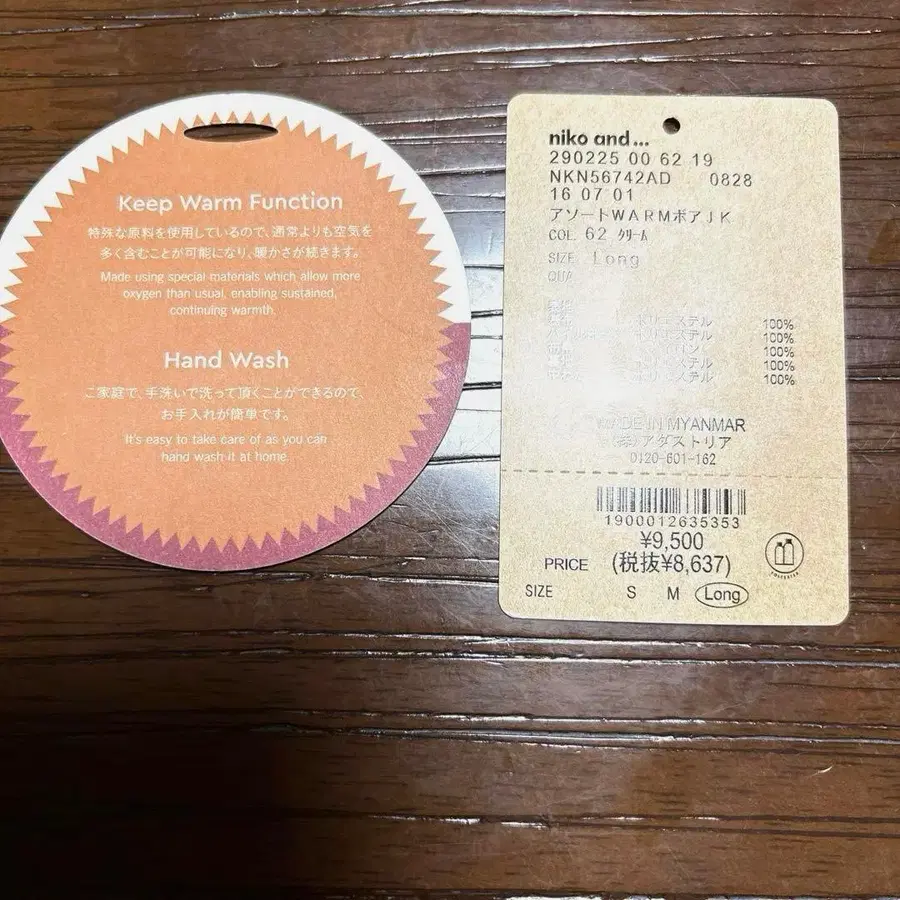 Keep Warm Function
特殊な原料を使用しているので、通常よりも空気を
多く含むことが可能になり、暖かさが続きます。
Made using special materials which allow more
oxygen than usual, enabling sustained,
continuing warmth.
Hand Wash
ご家庭で、手洗いで洗って頂くことができるので、
お手入れが簡単です。
It's easy to take care of as you can
hand wash it at home.
niko and...
290225 00 62 19
NKN56742AD 0828
16 07 01
アソートWARMボアJK
COL 62 クリーム
SIZE Long
QUA
100%
100%
100%
100%
100%
MADE IN MYANMAR
(株)アダストリア
0120-601-162
1900012635353
¥9,500
PRICE (税抜¥8,637)
SIZE S M Long